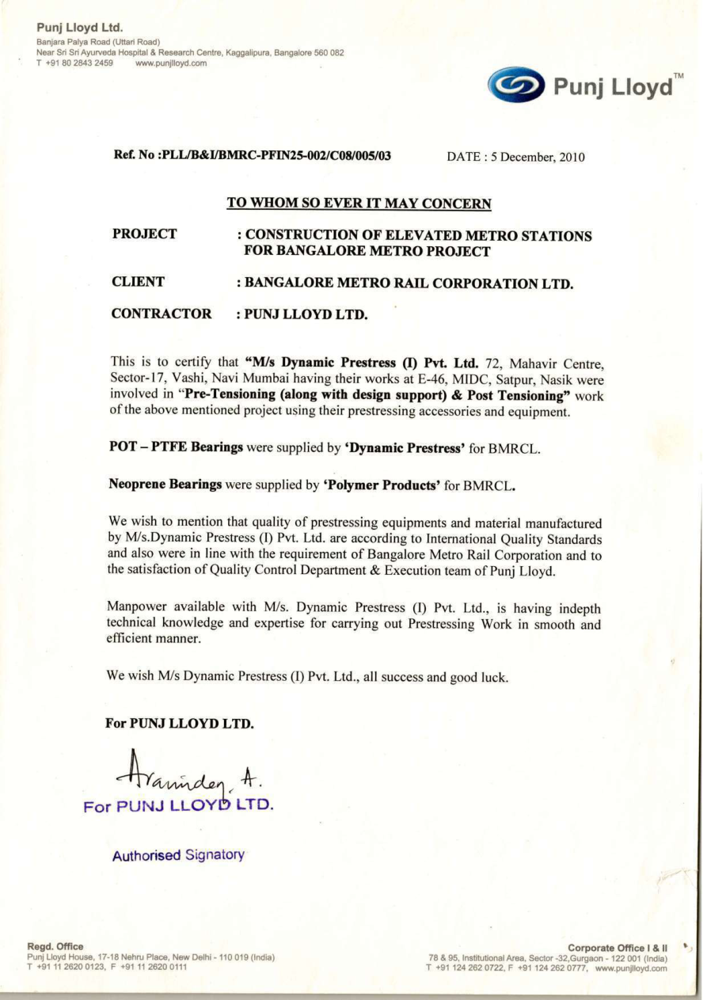 Punj Lloyd Ltd.
Banjara Palya Road (Uttari Road)
Near Sri Sri Ayurveda Hospital & Research Centre, Kaggalipura, Bangalore 560 082
T +91 80 2843 2459 www.punjlloyd.com
Punj Lloyd™
Ref. No :PLL/B&I/BMRC-PFIN25-002/C08/005/03 DATE : 5 December, 2010
TO WHOM SO EVER IT MAY CONCERN
PROJECT : CONSTRUCTION OF ELEVATED METRO STATIONS
FOR BANGALORE METRO PROJECT
CLIENT : BANGALORE METRO RAIL CORPORATION LTD.
CONTRACTOR : PUNJ LLOYD LTD.
This is to certify that “M/s Dynamic Prestress (I) Pvt. Ltd. 72, Mahavir Centre,
Sector-17, Vashi, Navi Mumbai having their works at E-46, MIDC, Satpur, Nasik were
involved in “Pre-Tensioning (along with design support) & Post Tensioning” work
of the above mentioned project using their prestressing accessories and equipment.
POT – PTFE Bearings were supplied by ‘Dynamic Prestress’ for BMRCL.
Neoprene Bearings were supplied by ‘Polymer Products’ for BMRCL.
We wish to mention that quality of prestressing equipments and material manufactured
by M/s.Dynamic Prestress (I) Pvt. Ltd. are according to International Quality Standards
and also were in line with the requirement of Bangalore Metro Rail Corporation and to
the satisfaction of Quality Control Department & Execution team of Punj Lloyd.
Manpower available with M/s. Dynamic Prestress (I) Pvt. Ltd., is having indepth
technical knowledge and expertise for carrying out Prestressing Work in smooth and
efficient manner.
We wish M/s Dynamic Prestress (I) Pvt. Ltd., all success and good luck.
For PUNJ LLOYD LTD.
A.
For PUNJ LLOYD LTD.
Authorised Signatory
Regd. Office
Punj Lloyd House, 17-18 Nehru Place, New Delhi - 110 019 (India)
T +91 11 2620 0123, F +91 11 2620 0111
Corporate Office I & II
78 & 95, Institutional Area, Sector -32,Gurgaon - 122 001 (India)
T +91 124 262 0722, F +91 124 262 0777, www.punjlloyd.com